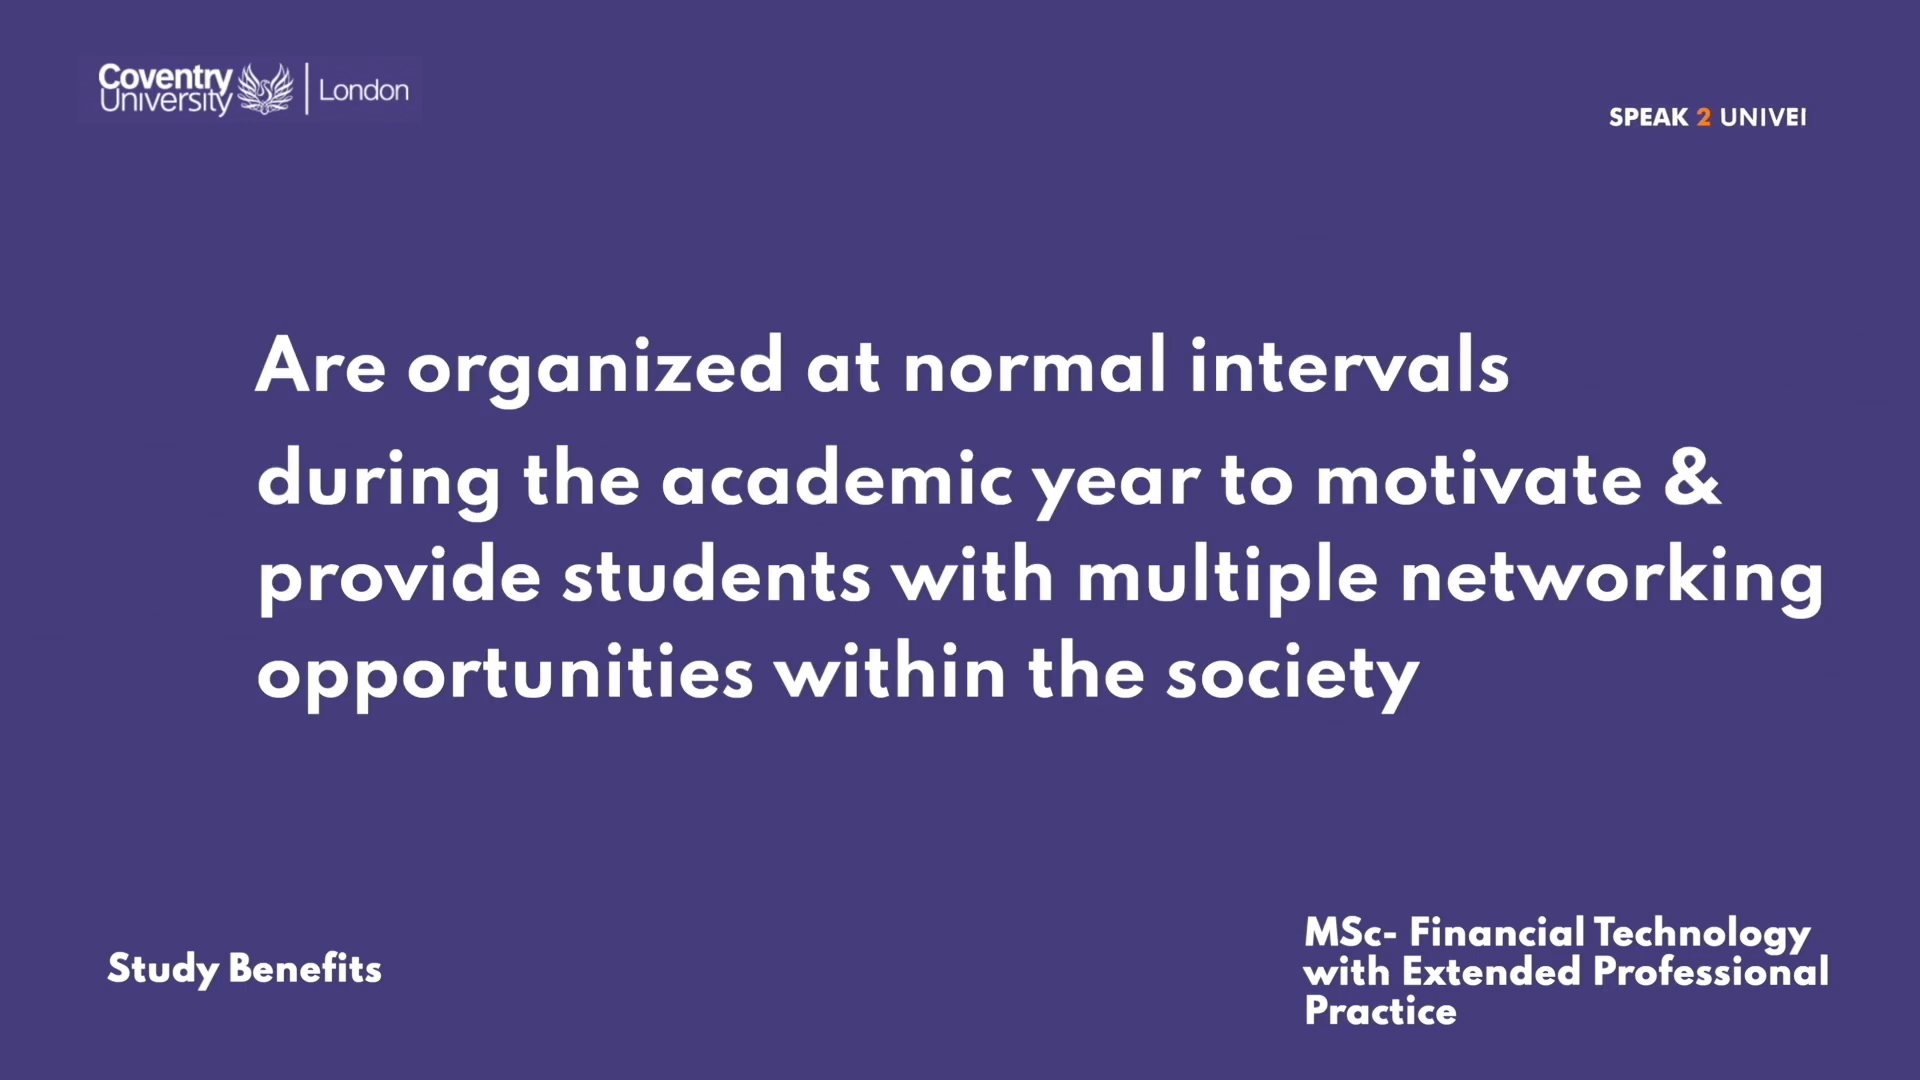 Coventry
University
London
SPEAK 2 UNIVEI
Are organized at normal intervals
during the academic year to motivate &
provide students with multiple networking
opportunities within the society
Study Benefits
MSc- Financial Technology
with Extended Professional
Practice